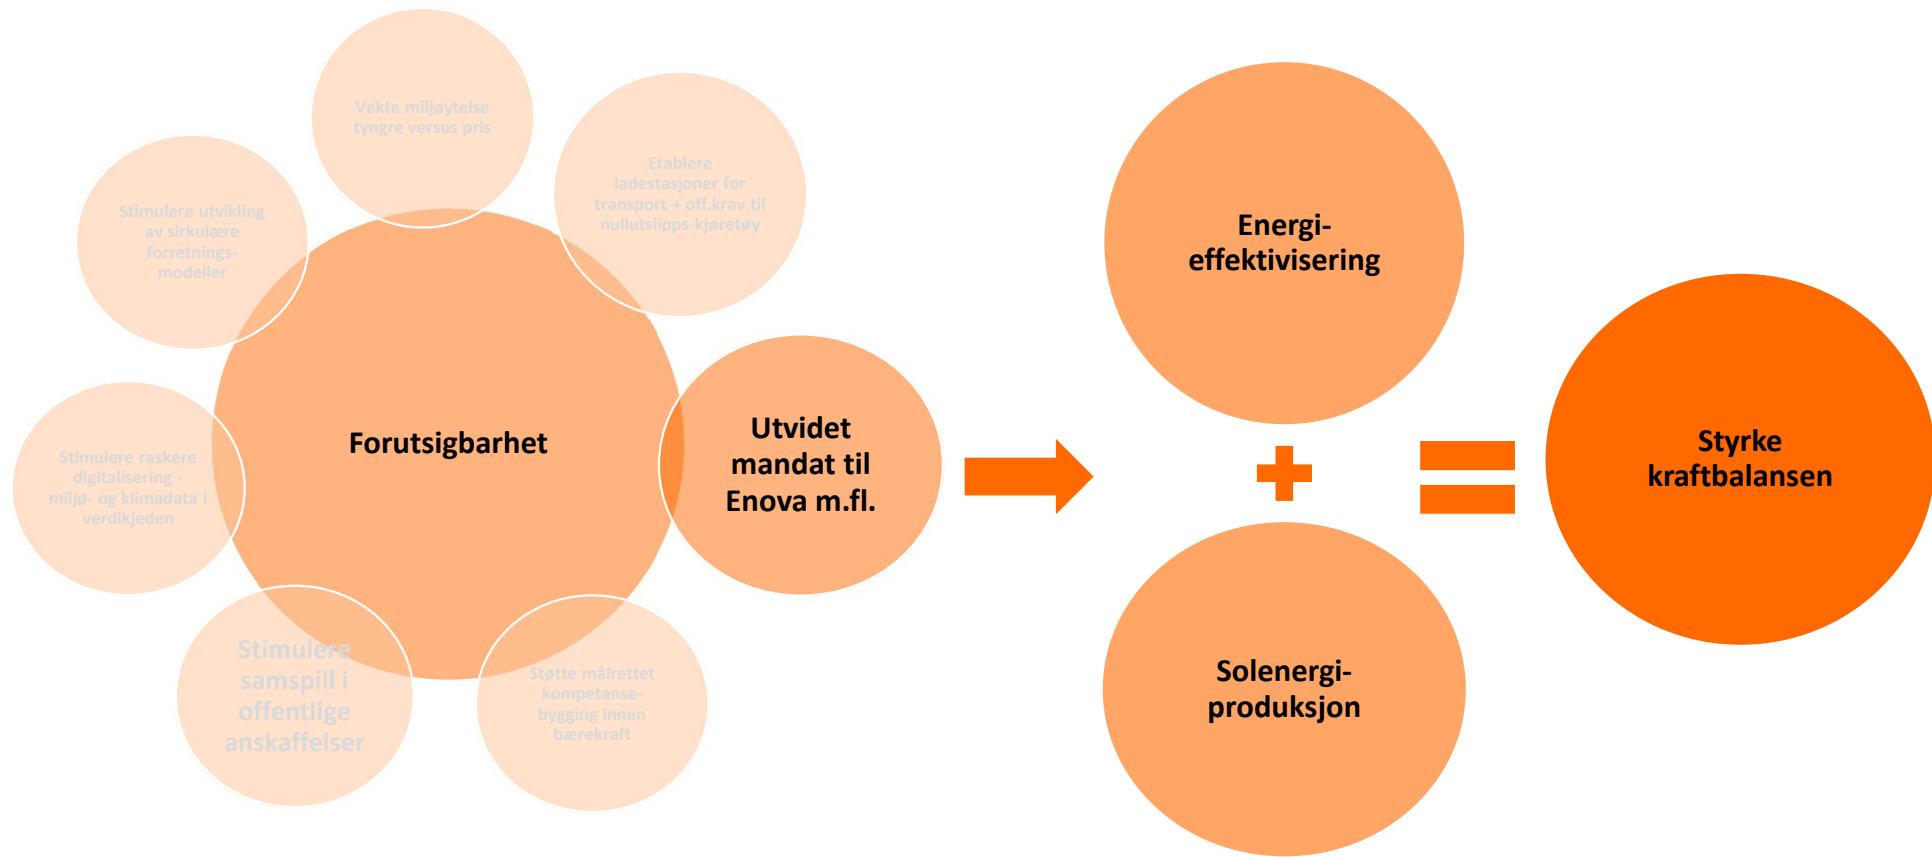 Vekte miljøytelse
tyngre versus pris
Etablere
ladestasjoner for
transport + off.krav til
nullutslipps-kjøretøy
Stimulere utvikling
av sirkulære
forretnings-
modeller
Forutsigbarhet
Utvidet
mandat til
Enova m.fl.
Stimulere raskere
digitalisering -
miljø- og klimadata i
verdikjeden
Stimulere
samspill i
offentlige
anskaffelser
Støtte målrettet
kompetanse-
bygging innen
bærekraft
Energi-
effektivisering
+
Solenergi-
produksjon
=
Styrke
kraftbalansen